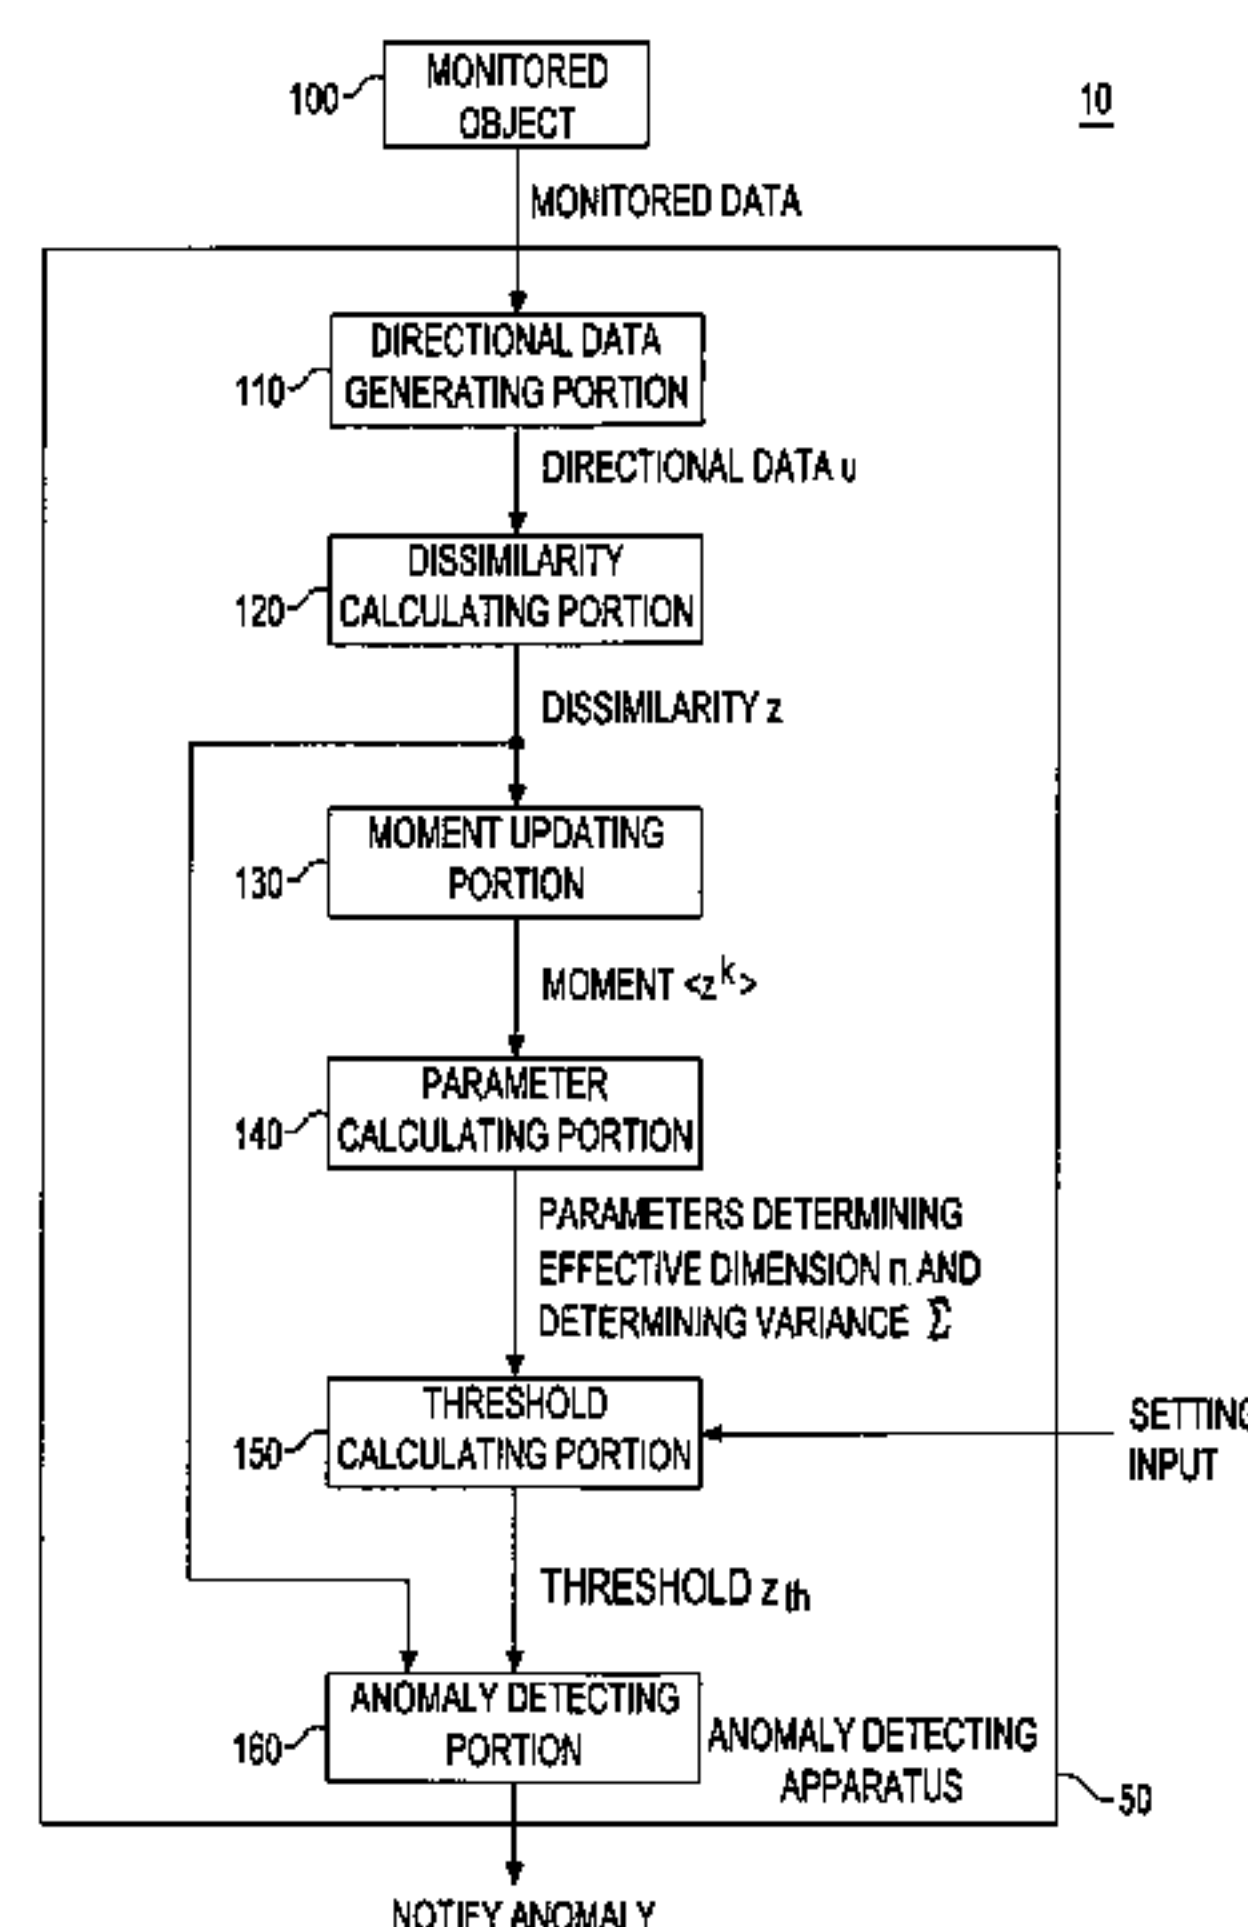 MONITORED
OBJECT
100
10
MONITORED DATA
DIRECTIONAL DATA
GENERATING PORTION
110
DIRECTIONAL DATA u
DISSIMILARITY
CALCULATING PORTION
120
DISSIMILARITY z
MOMENT UPDATING
PORTION
130
MOMENT <z^k>
PARAMETER
CALCULATING PORTION
140
PARAMETERS DETERMINING
EFFECTIVE DIMENSION n AND
DETERMINING VARIANCE Σ
THRESHOLD
CALCULATING PORTION
150
SETTING
INPUT
THRESHOLD z_th
ANOMALY DETECTING
PORTION
160
ANOMALY DETECTING
APPARATUS
50
NOTIFY ANOMALY